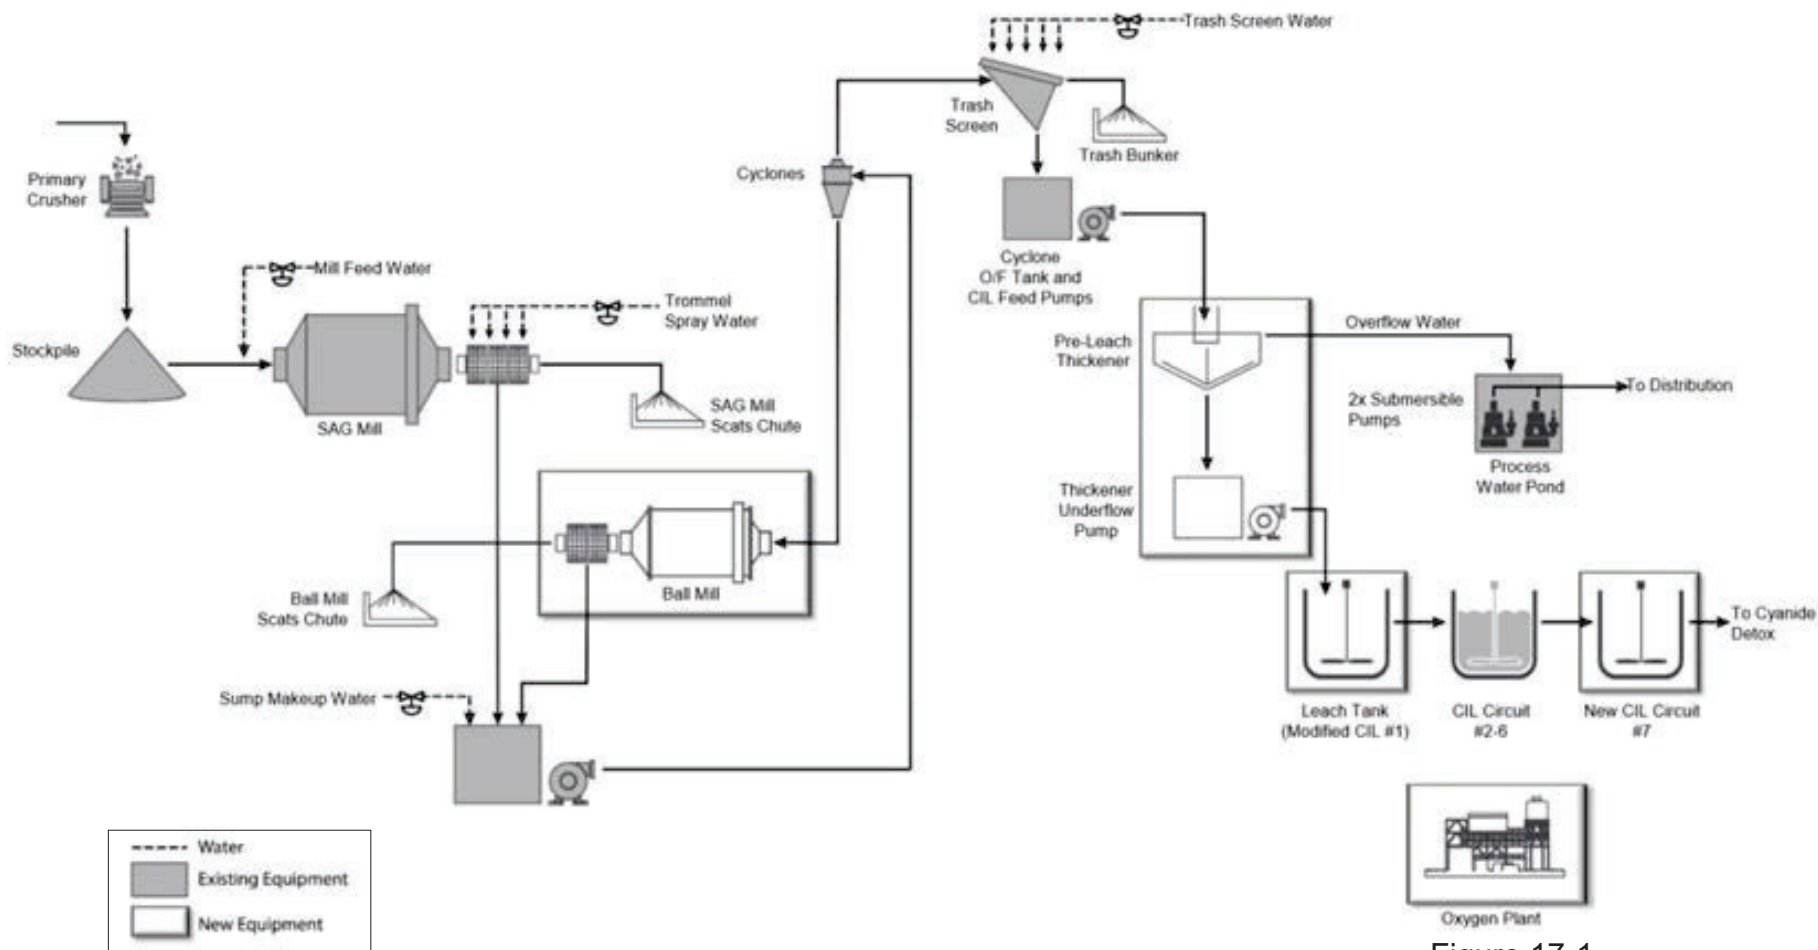 Trash Screen Water
Trash
Screen
Trash Bunker
Primary
Crusher
Cyclones
Cyclone
O/F Tank and
CIL Feed Pumps
Mill Feed Water
Trommel
Spray Water
Stockpile
SAG Mill
SAG Mill
Scats Chute
Pre-Leach
Thickener
Overflow Water
To Distribution
2x Submersible
Pumps
Process
Water Pond
Thickener
Underflow
Pump
Ball Mill
Ball Mill
Scats Chute
To Cyanide
Detox
Leach Tank
(Modified CIL #1)
CIL Circuit
#2-6
New CIL Circuit
#7
Sump Makeup Water
Oxygen Plant
Water
Existing Equipment
New Equipment
Figure 17-1